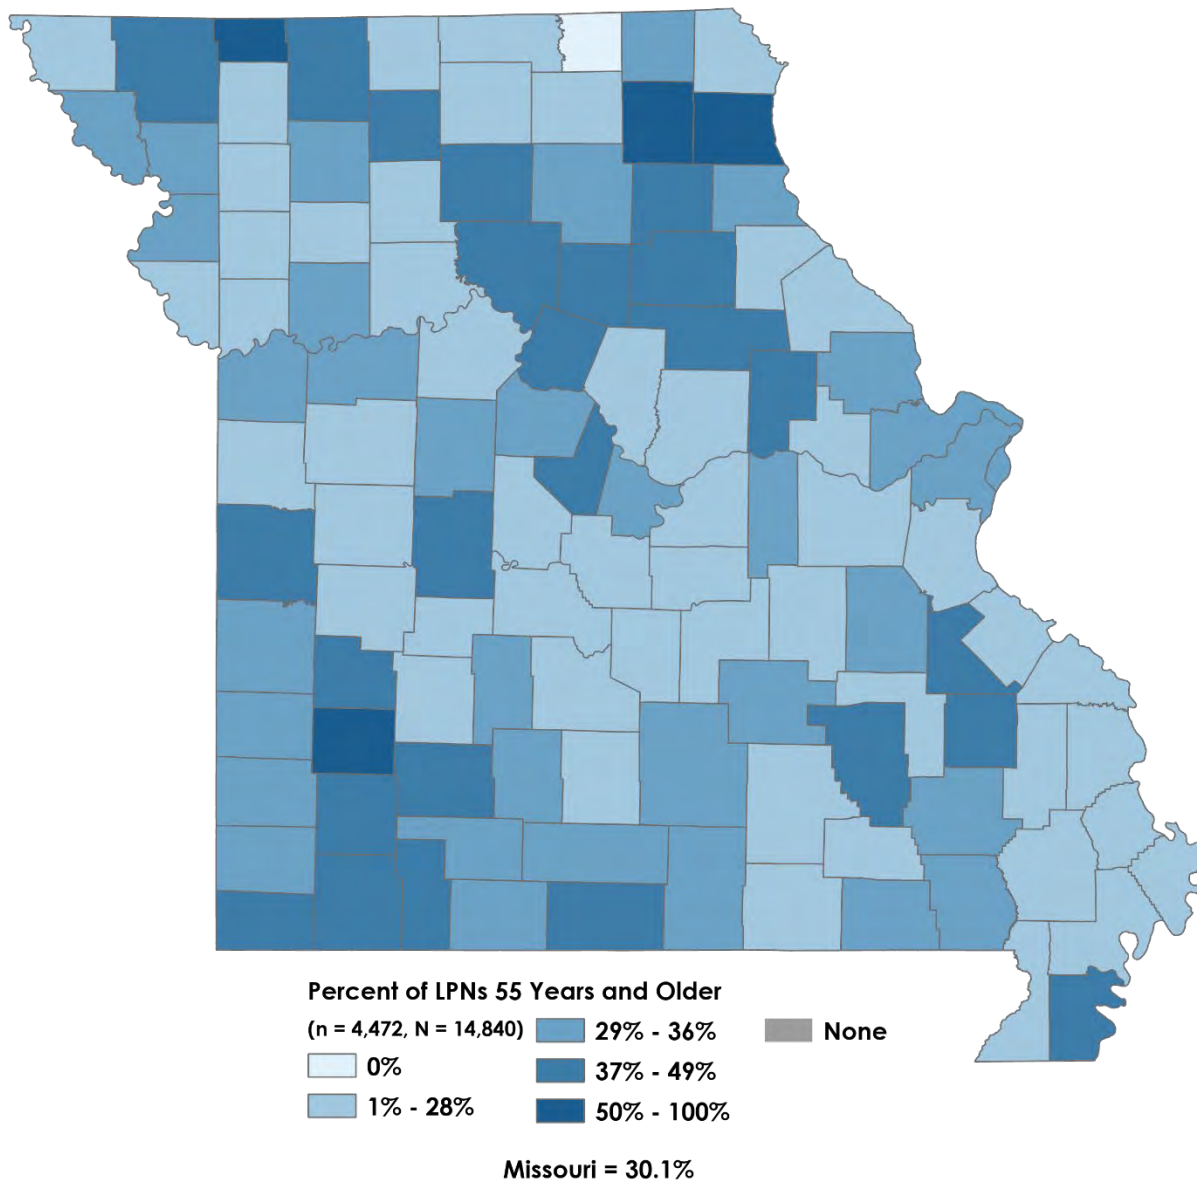 Percent of LPNs 55 Years and Older
(n = 4,472, N = 14,840)
0%
1% - 28%
29% - 36%
37% - 49%
50% - 100%
None
Missouri = 30.1%